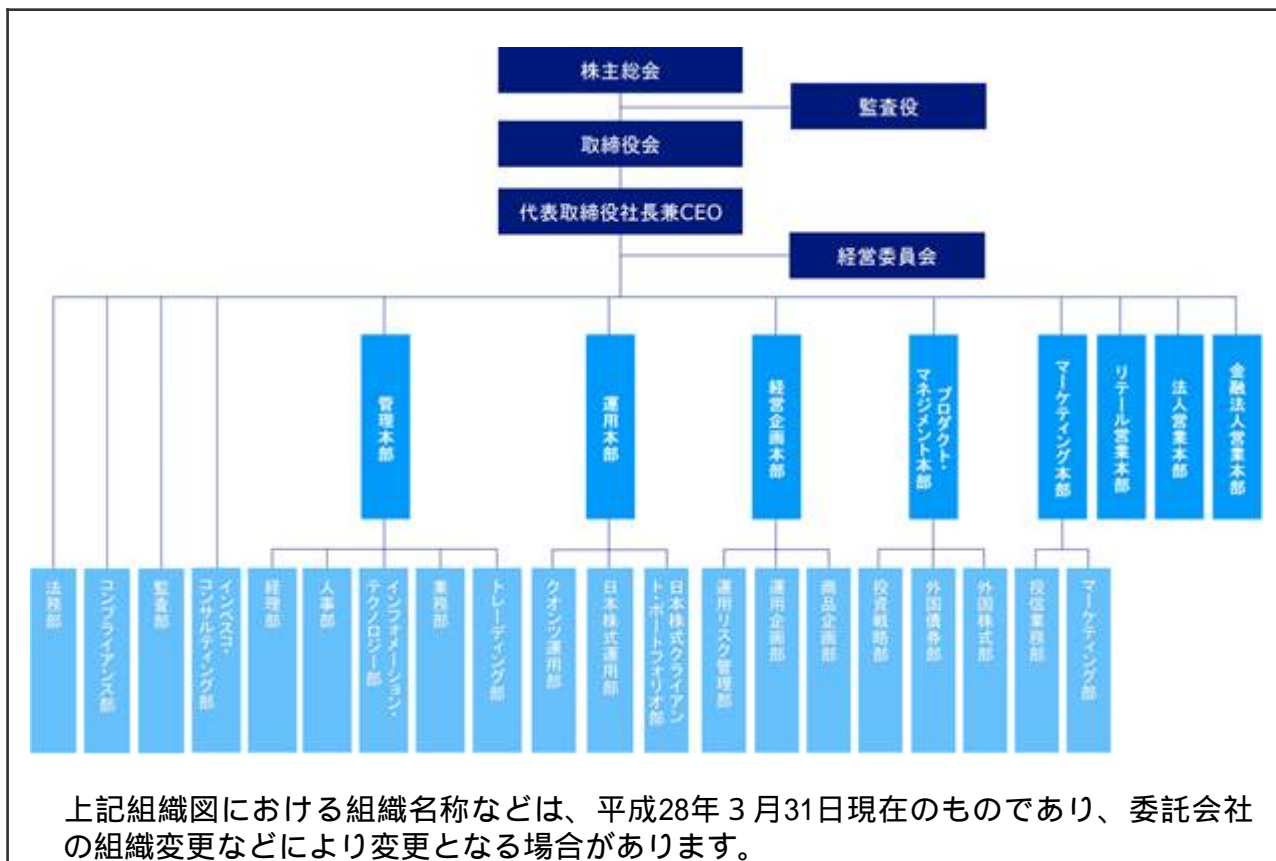 株主総会
監査役
取締役会
代表取締役社長兼CEO
経営委員会
管理本部
運用本部
経営企画本部
プロダクト・
マネジメント本部
マーケティング本部
リテール営業本部
法人営業本部
金融法人営業本部
法務部
コンプライアンス部
監査部
インベスコ・
コンサルティング部
経理部
人事部
インフォメーション・
テクノロジー部
業務部
トレーディング部
クオンツ運用部
日本株式運用部
日本株式クライアン
ト・ポートフォリオ部
運用リスク管理部
運用企画部
商品企画部
投資戦略部
外国債券部
外国株式部
投信業務部
マーケティング部
上記組織図における組織名称などは、平成28年3月31日現在のものであり、委託会社
の組織変更などにより変更となる場合があります。